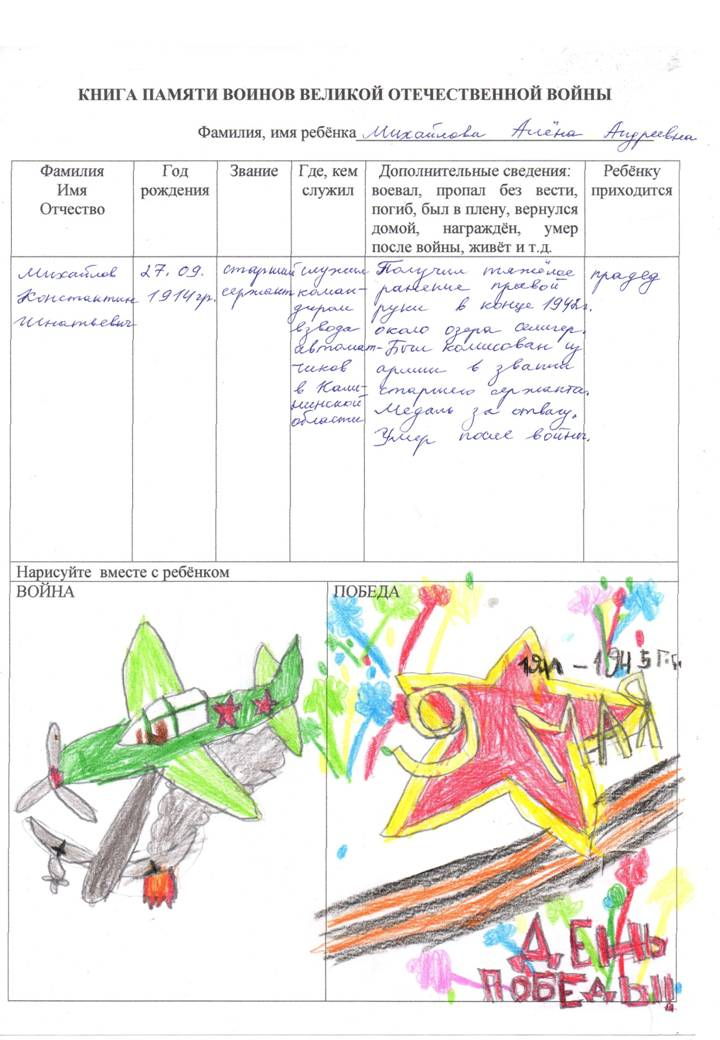 КНИГА ПАМЯТИ ВОИНОВ ВЕЛИКОЙ ОТЕЧЕСТВЕННОЙ ВОЙНЫ
Фамилия, имя ребёнка Михайлова Алёна Андреевна
Фамилия
Имя
Отчество
Год
рождения
Звание
Где, кем
служил
Дополнительные сведения:
воевал, пропал без вести,
погиб, был в плену, вернулся
домой, награждён, умер
после войны, живёт и т.д.
Ребёнку
приходится
Михайлов
Константин
Игнатьевич
27. 09.
1914гр.
старший
сержант
служил
коман-
диром
взвода
автомат-
чиков
в Кали-
нинской
области
Получил тяжёлое
ранение правой
руки в конце 1942г.
около озера Селигер.
Был комисован из
армии в звании
старшего сержанта.
Медаль за отвагу.
Умер после войны.
прадед
Нарисуйте вместе с ребёнком
ВОЙНА
ПОБЕДА
1941-1945 г.г.
9 МАЯ
ДЕНЬ
ПОБЕДЫ!